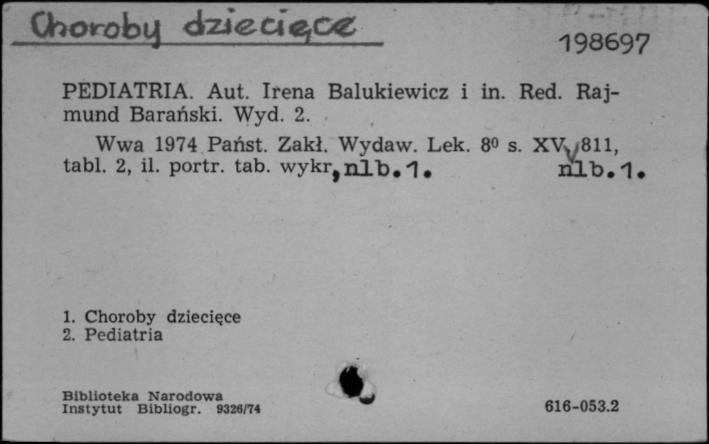 Choroby dziecięce
198697
PEDIATRIA. Aut. Irena Balukiewicz i in. Red. Raj-
mund Barański. Wyd. 2.
Wwa 1974 Państ. Zakł. Wydaw. Lek. 8⁰ s. XV, 811,
tabl. 2, il. portr. tab. wykr, nlb.1. nlb.1.
1. Choroby dziecięce
2. Pediatria
Biblioteka Narodowa
Instytut Bibliogr. 9326/74
616-053.2